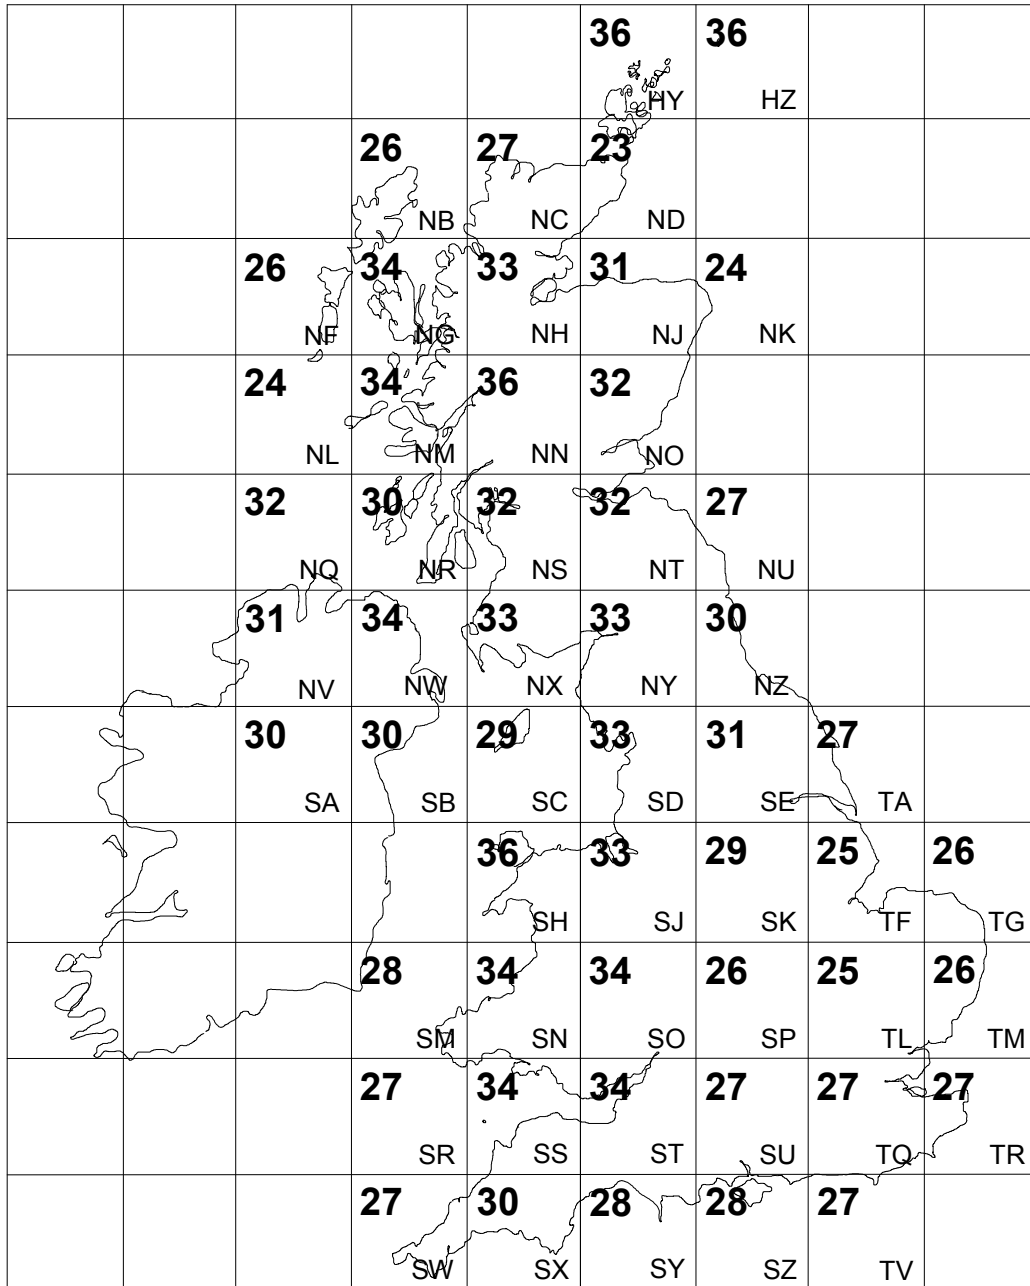 36 36
HY HZ
26 27 23
NB NC ND
26 34 33 31 24
NF NG NH NJ NK
24 34 36 32
NL NM NN NO
32 30 32 32 27
NQ NR NS NT NU
31 34 33 33 30
NV NW NX NY NZ
30 30 29 33 31 27
SA SB SC SD SE TA
36 33 29 25 26
SH SJ SK TF TG
28 34 34 26 25 26
SM SN SO SP TL TM
27 34 34 27 27 27
SR SS ST SU TQ TR
27 30 28 28 27
SW SX SY SZ TV